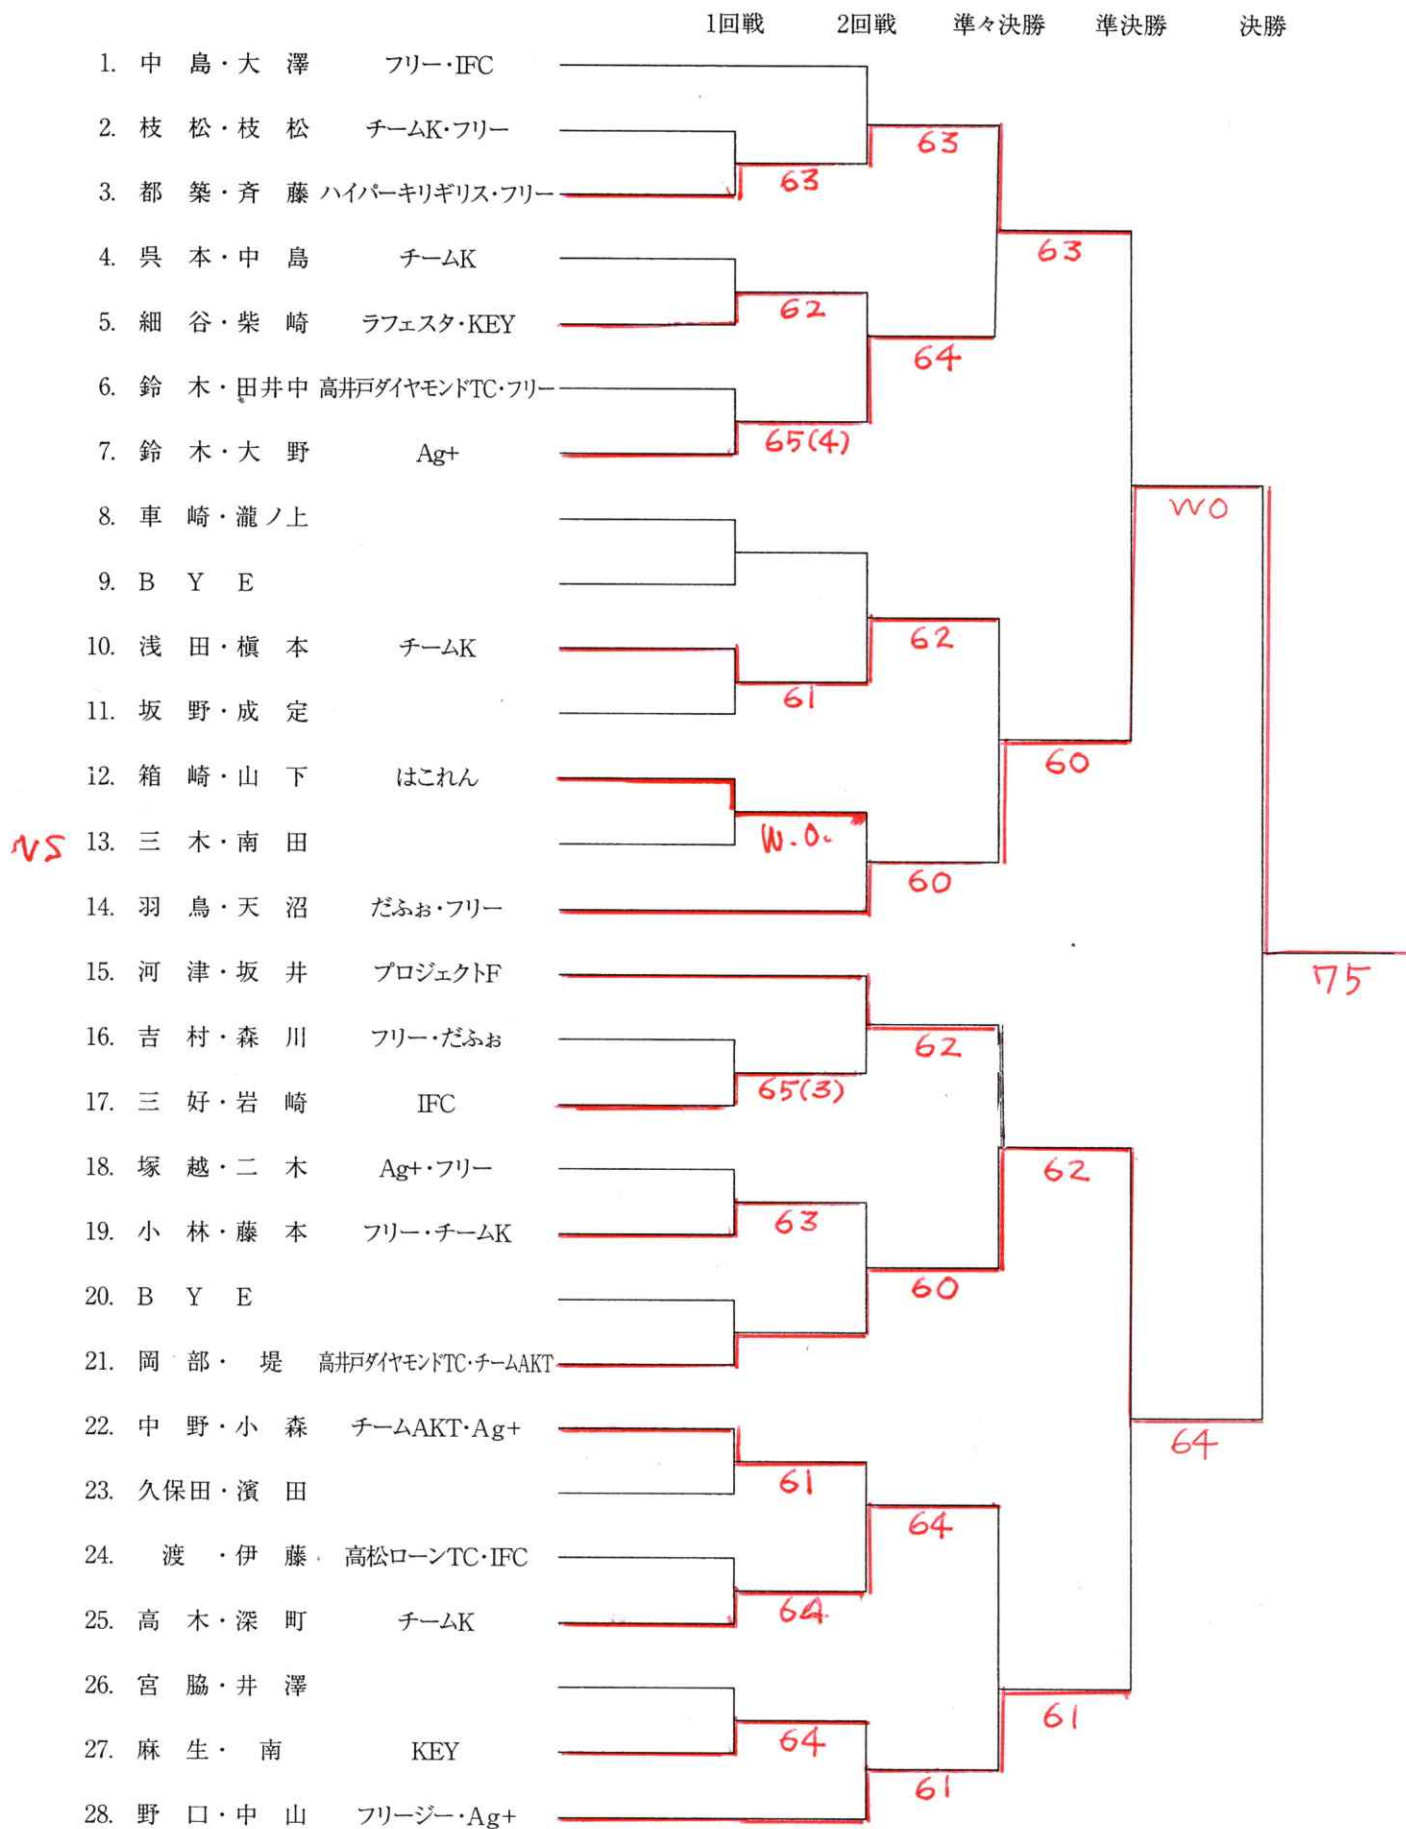 1回戦 2回戦 準々決勝 準決勝 決勝
1. 中島・大澤 フリー・IFC
63
2. 枝松・枝松 チームK・フリー
63
3. 都築・斉藤 ハイパーキリギリス・フリー
63
4. 呉本・中島 チームK
62
5. 細谷・柴崎 ラフェスタ・KEY
64
6. 鈴木・田井中 高井戸ダイヤモンドTC・フリー
65(4)
7. 鈴木・大野 Ag+
WO
8. 車崎・瀧ノ上
9. BYE
62
10. 浅田・槇本 チームK
61
11. 坂野・成定
60
12. 箱崎・山下 はこれん
W.O.
NS 13. 三木・南田
60
14. 羽鳥・天沼 だふぉ・フリー
15. 河津・坂井 プロジェクトF
75
16. 吉村・森川 フリー・だふぉ
62
65(3)
17. 三好・岩崎 IFC
18. 塚越・二木 Ag+・フリー
62
63
19. 小林・藤本 フリー・チームK
60
20. BYE
21. 岡部・堤 高井戸ダイヤモンドTC・チームAKT
22. 中野・小森 チームAKT・Ag+
64
61
23. 久保田・濱田
64
24. 渡・伊藤 高松ローンTC・IFC
64
25. 高木・深町 チームK
26. 宮脇・井澤
61
64
27. 麻生・南 KEY
61
28. 野口・中山 フリージー・Ag+